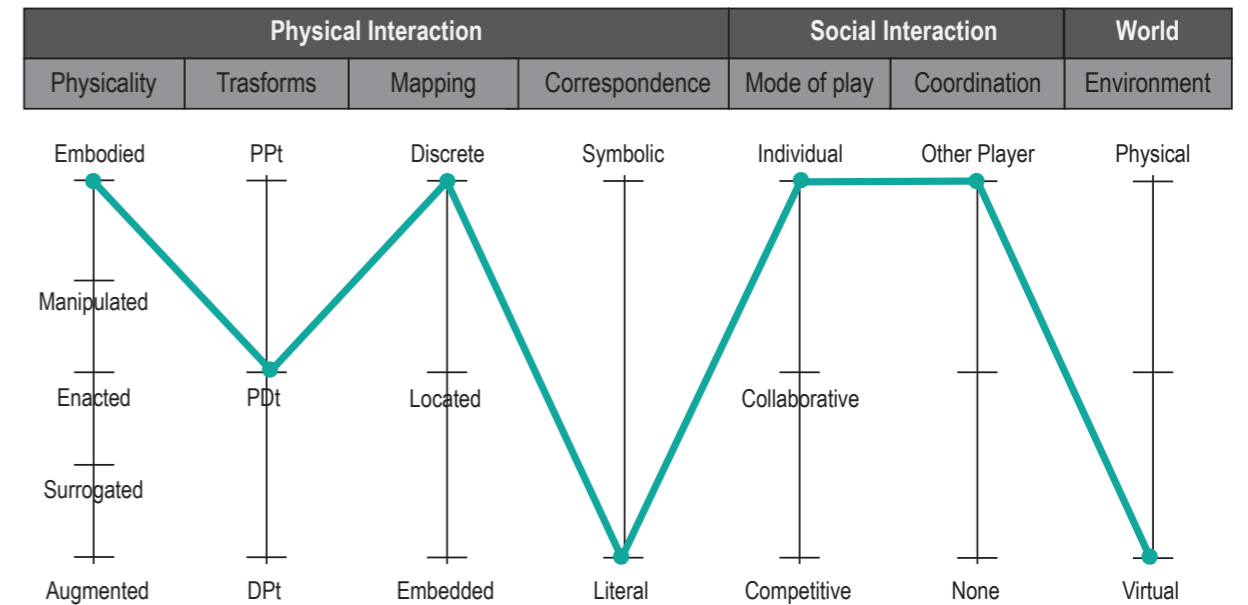 Physical Interaction Social Interaction World
Physicality Trasforms Mapping Correspondence Mode of play Coordination Environment
Embodied PPt Discrete Symbolic Individual Other Player Physical
Manipulated
Enacted PDt Located Collaborative
Surrogated
Augmented DPt Embedded Literal Competitive None Virtual